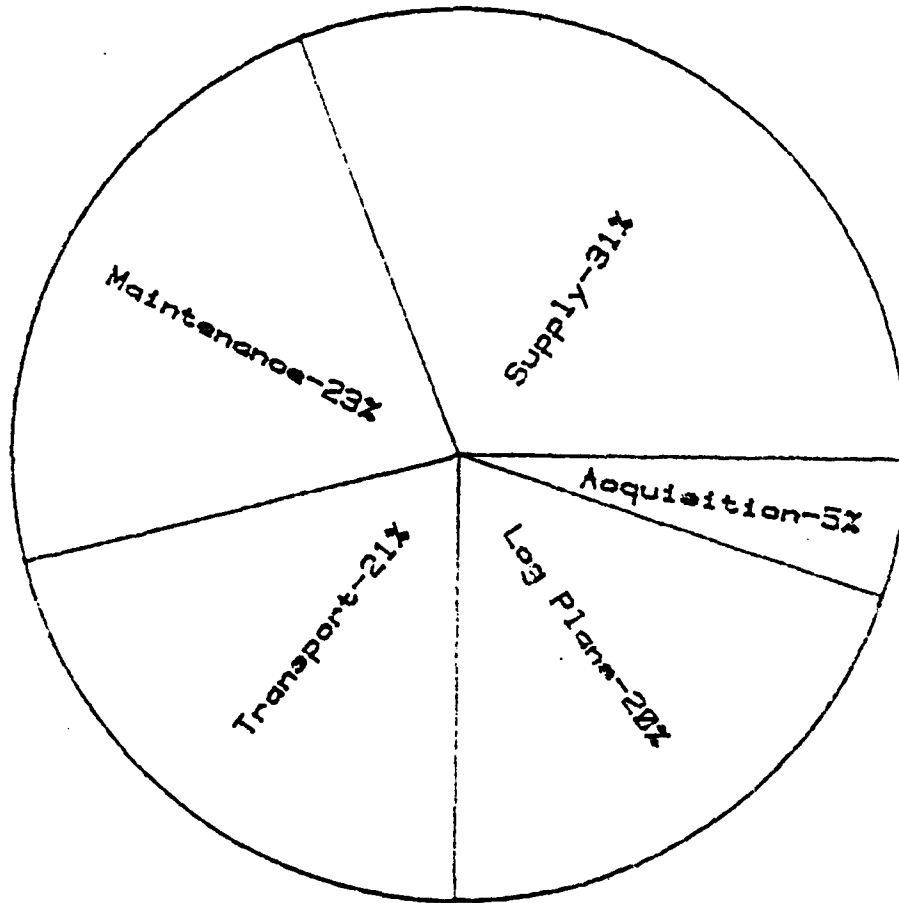 Supply-31%
Maintenance-23%
Acquisition-5%
Transport-21%
Log Plans-20%